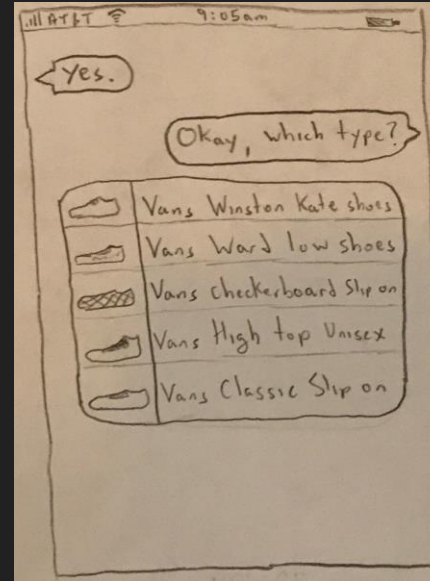 AT&T 9:05am
Yes.
Okay, which type?
Vans Winston Kate shoes
Vans Ward low shoes
Vans checkerboard Slip on
Vans High top Unisex
Vans Classic Slip on